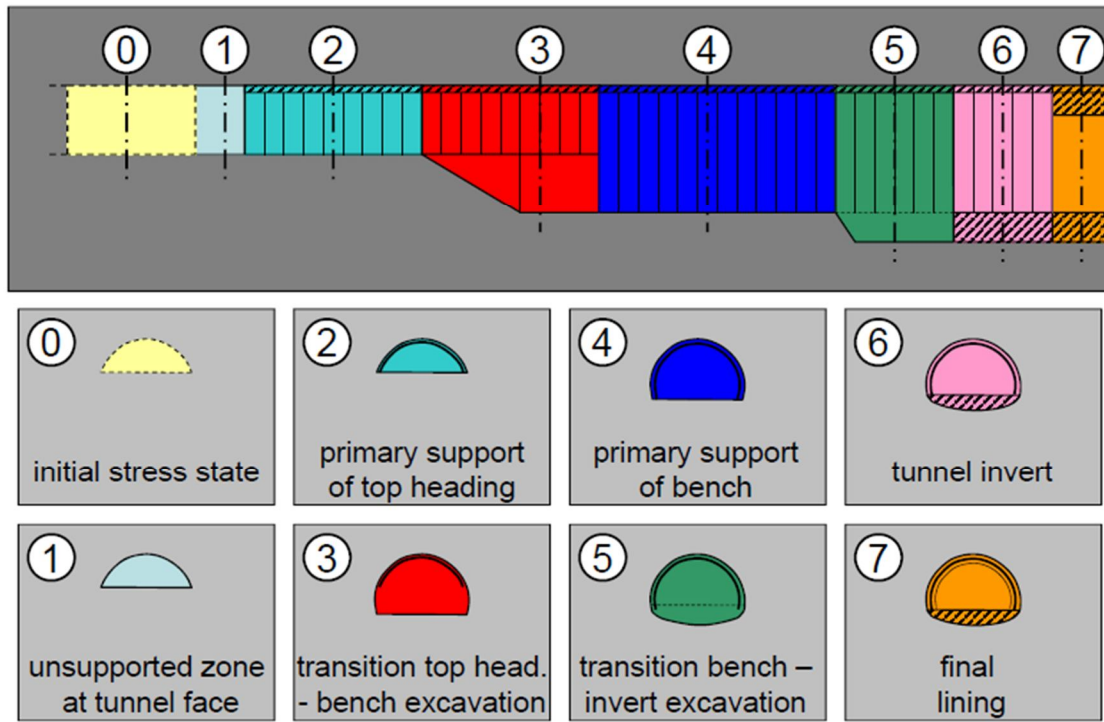 0 1 2 3 4 5 6 7
0
initial stress state
2
primary support
of top heading
4
primary support
of bench
6
tunnel invert
1
unsupported zone
at tunnel face
3
transition top head.
- bench excavation
5
transition bench –
invert excavation
7
final
lining